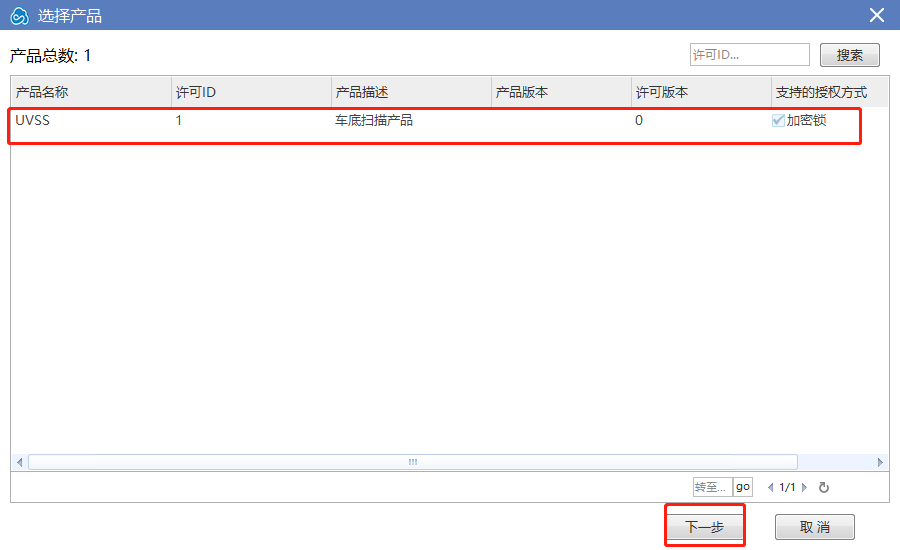 选择产品
产品总数: 1
许可ID...
搜索
产品名称 许可ID 产品描述 产品版本 许可版本 支持的授权方式
UVSS 1 车底扫描产品 0 加密锁
转至... go 1/1
下一步 取 消